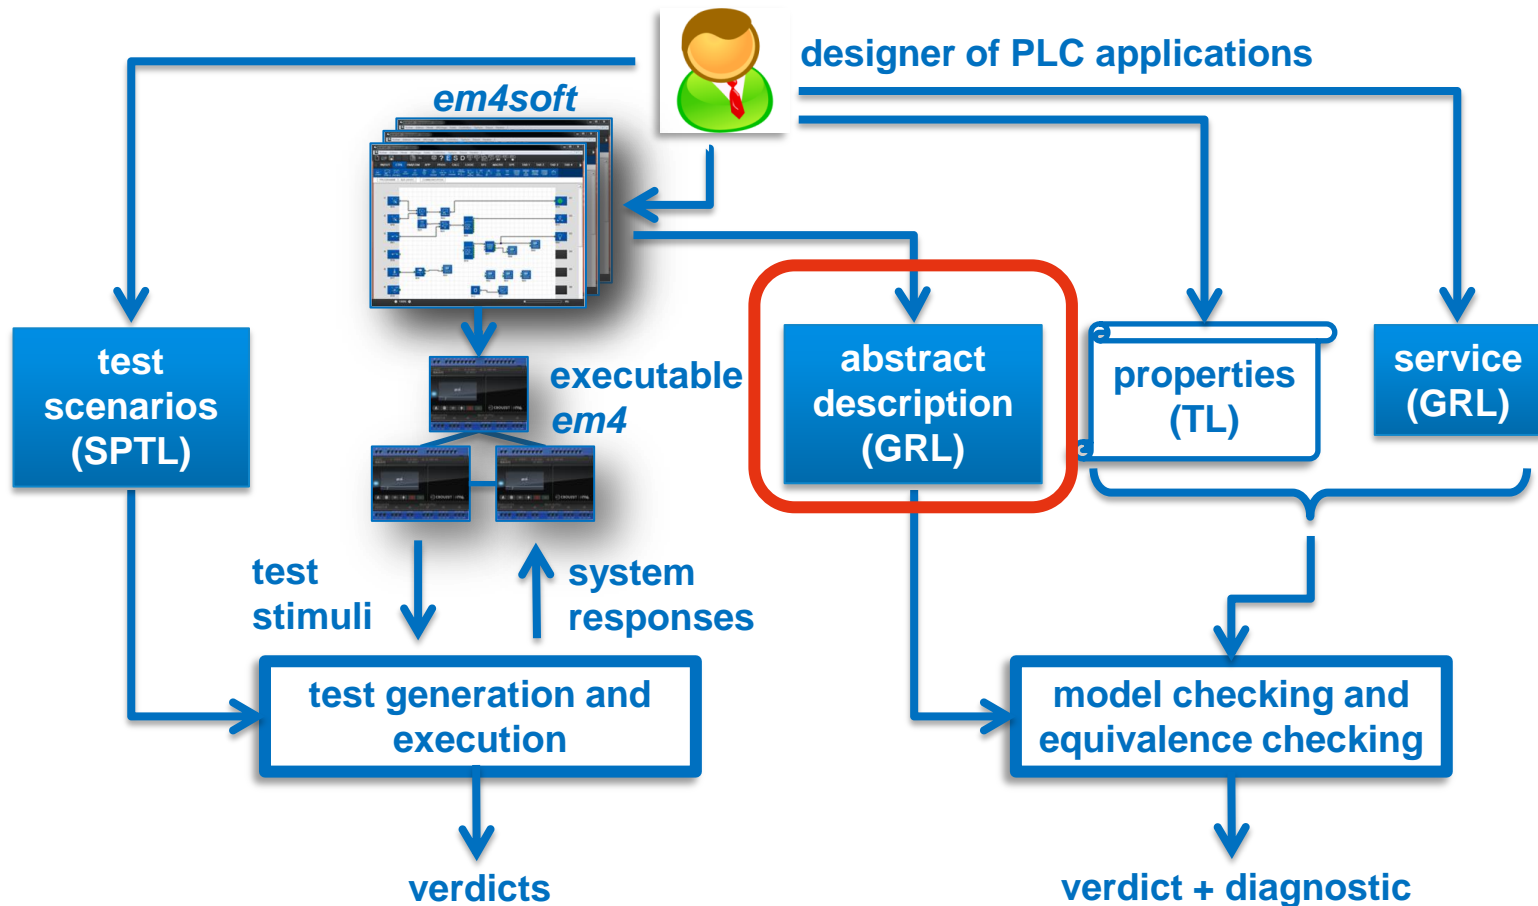 designer of PLC applications
em4soft
test
scenarios
(SPTL)
executable
em4
abstract
description
(GRL)
properties
(TL)
service
(GRL)
test
stimuli
system
responses
test generation and
execution
model checking and
equivalence checking
verdicts
verdict + diagnostic